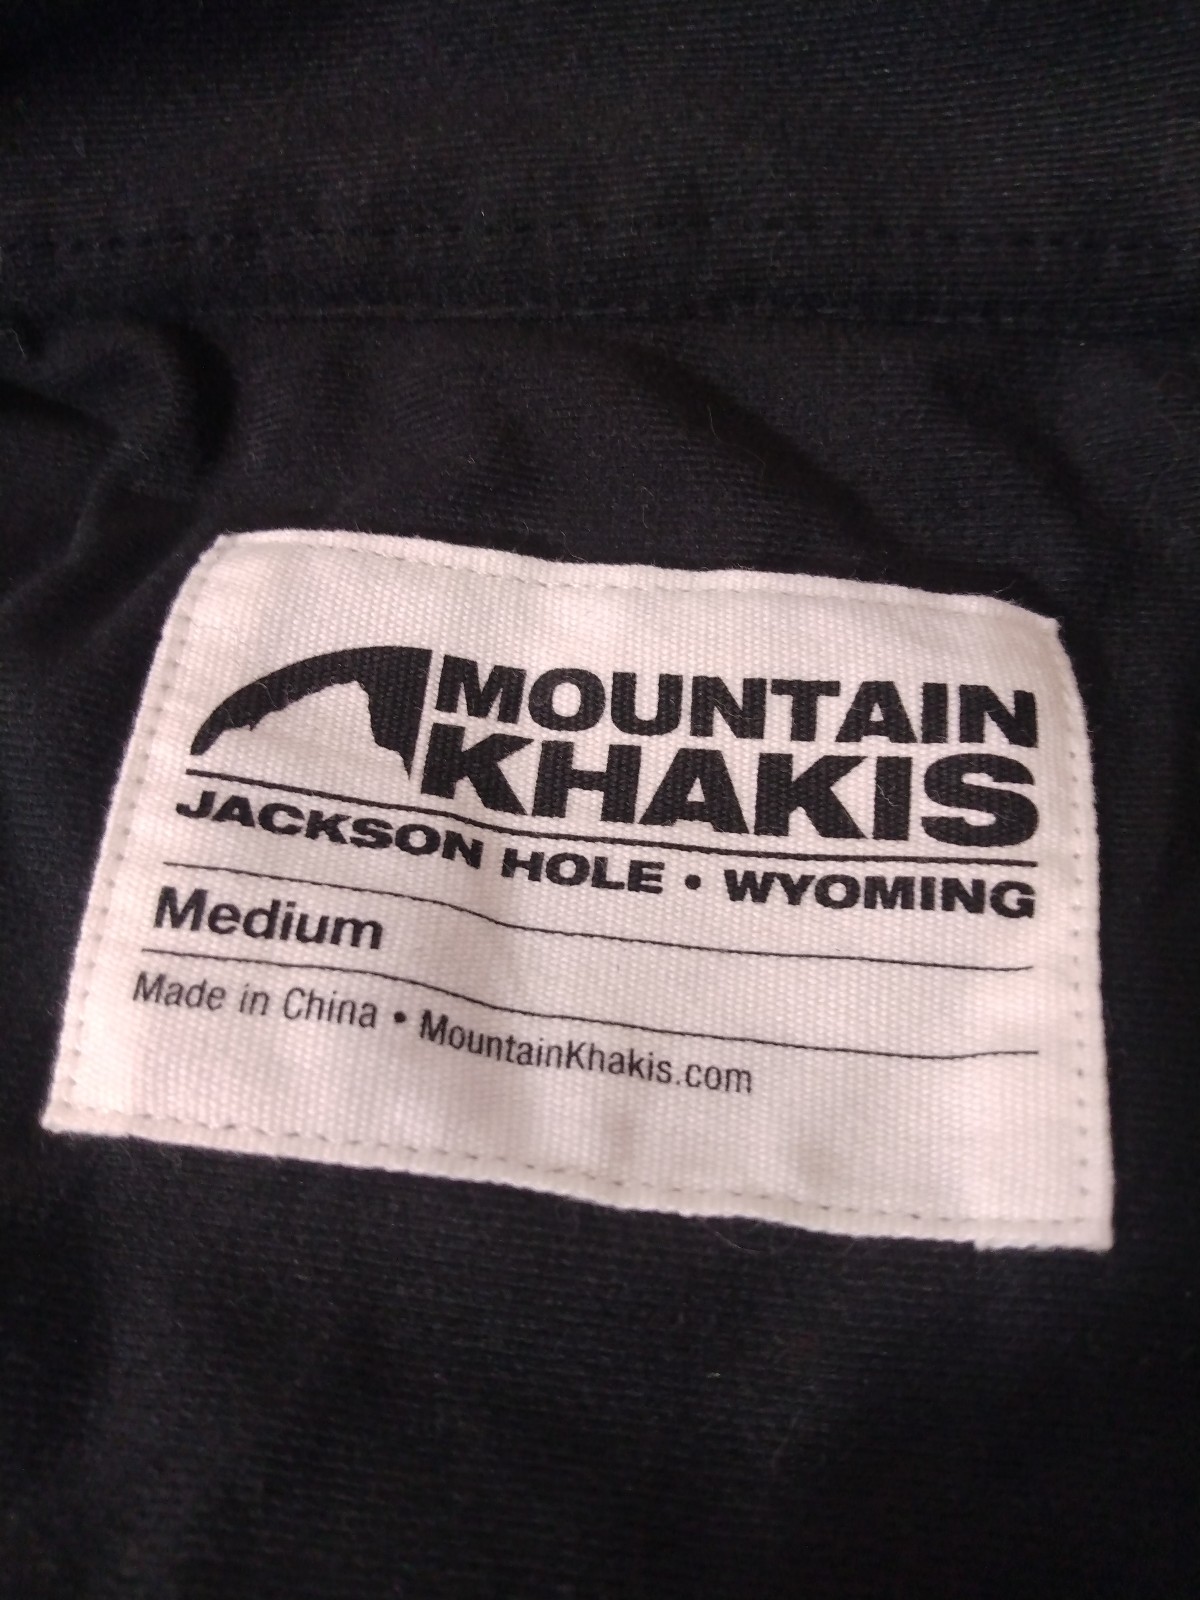 MOUNTAIN
KHAKIS
JACKSON HOLE • WYOMING
Medium
Made in China • MountainKhakis.com